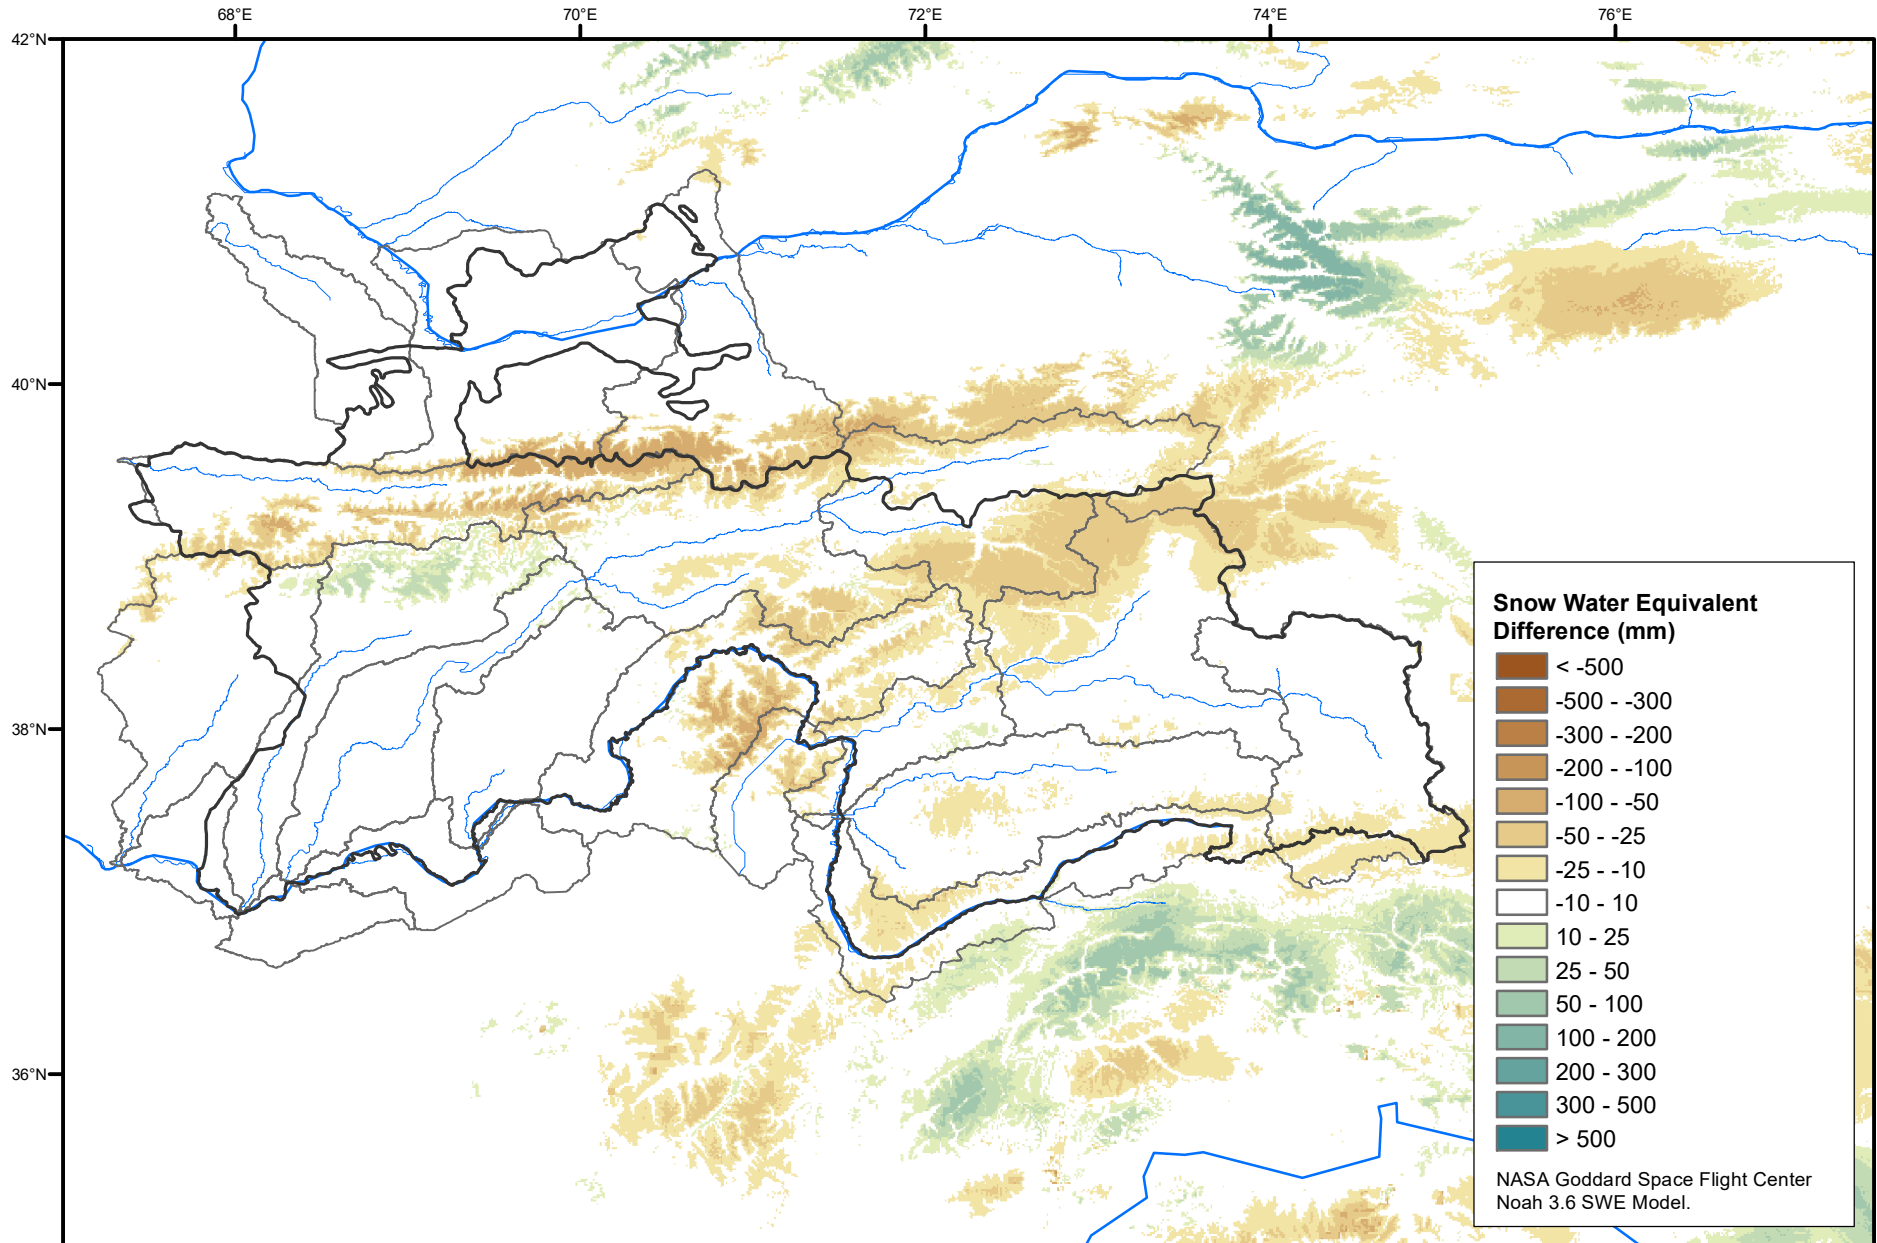 68°E 70°E 72°E 74°E 76°E
42°N
40°N
38°N
36°N
Snow Water Equivalent
Difference (mm)
< -500
-500 - -300
-300 - -200
-200 - -100
-100 - -50
-50 - -25
-25 - -10
-10 - 10
10 - 25
25 - 50
50 - 100
100 - 200
200 - 300
300 - 500
> 500
NASA Goddard Space Flight Center
Noah 3.6 SWE Model.